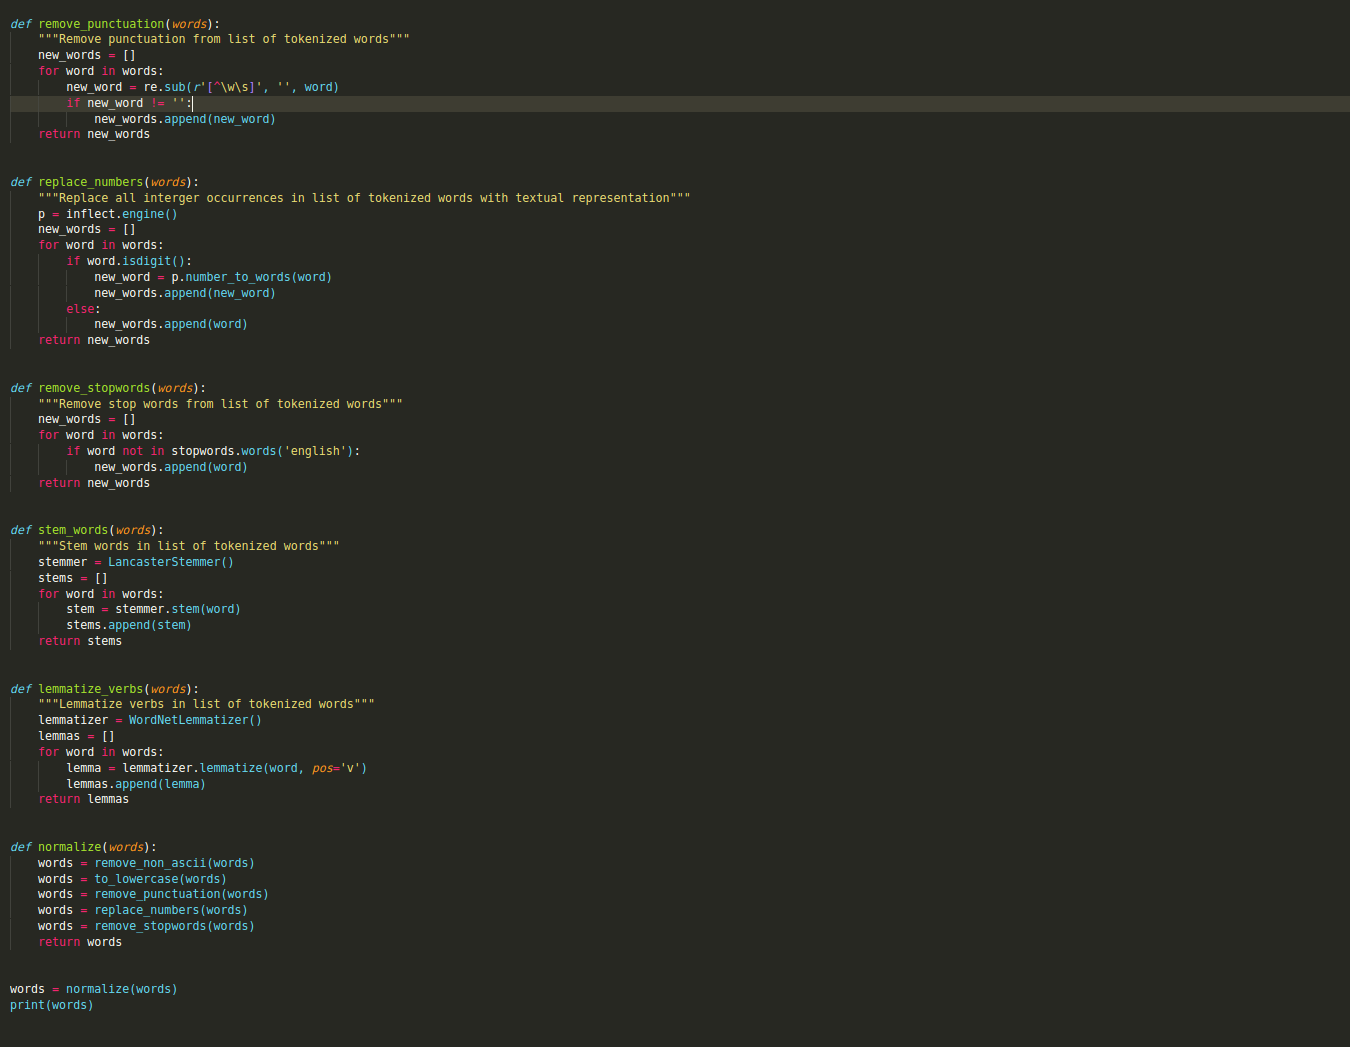 def remove_punctuation(words):
    """Remove punctuation from list of tokenized words"""
    new_words = []
    for word in words:
        new_word = re.sub(r'[^\w\s]', '', word)
        if new_word != '':
            new_words.append(new_word)
    return new_words
def replace_numbers(words):
    """Replace all interger occurrences in list of tokenized words with textual representation"""
    p = inflect.engine()
    new_words = []
    for word in words:
        if word.isdigit():
            new_word = p.number_to_words(word)
            new_words.append(new_word)
        else:
            new_words.append(word)
    return new_words
def remove_stopwords(words):
    """Remove stop words from list of tokenized words"""
    new_words = []
    for word in words:
        if word not in stopwords.words('english'):
            new_words.append(word)
    return new_words
def stem_words(words):
    """Stem words in list of tokenized words"""
    stemmer = LancasterStemmer()
    stems = []
    for word in words:
        stem = stemmer.stem(word)
        stems.append(stem)
    return stems
def lemmatize_verbs(words):
    """Lemmatize verbs in list of tokenized words"""
    lemmatizer = WordNetLemmatizer()
    lemmas = []
    for word in words:
        lemma = lemmatizer.lemmatize(word, pos='v')
        lemmas.append(lemma)
    return lemmas
def normalize(words):
    words = remove_non_ascii(words)
    words = to_lowercase(words)
    words = remove_punctuation(words)
    words = replace_numbers(words)
    words = remove_stopwords(words)
    return words
words = normalize(words)
print(words)